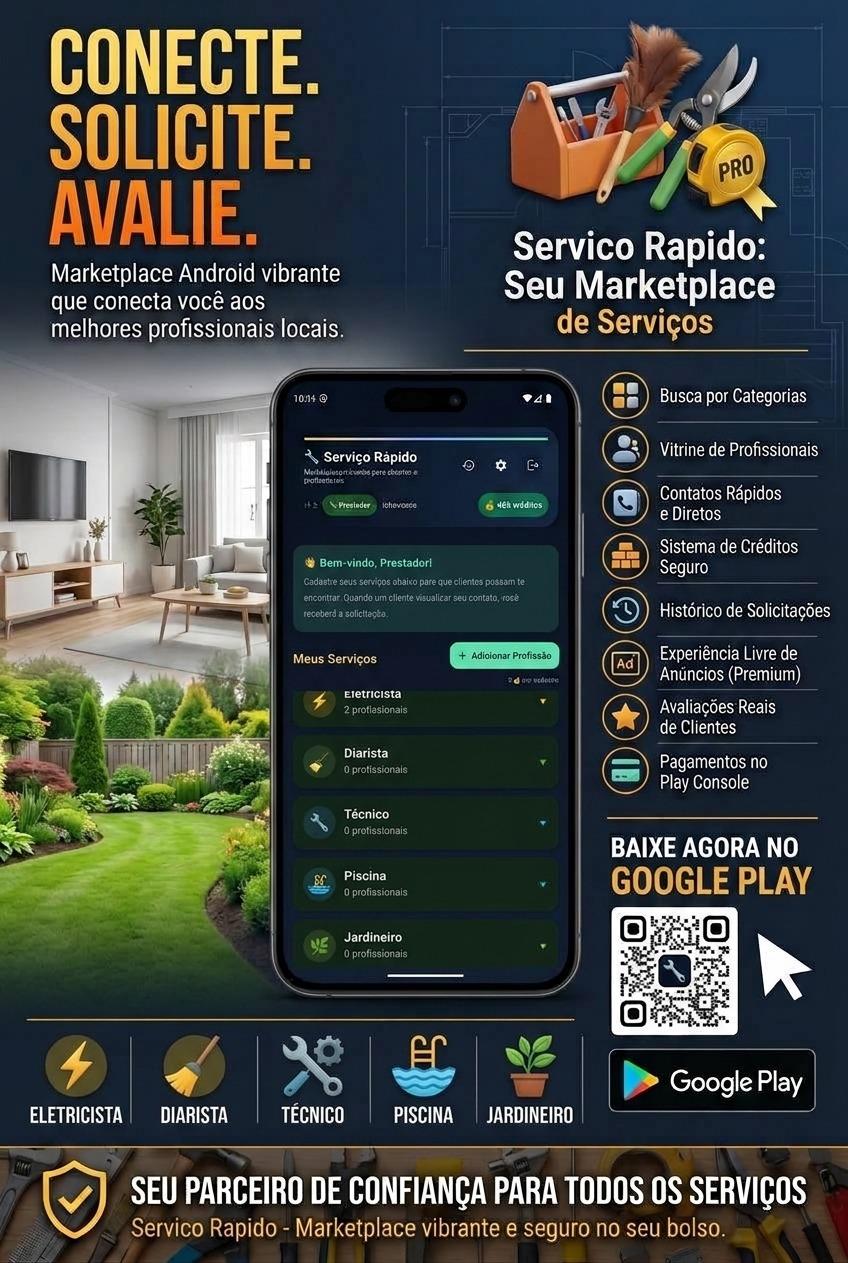 CONECTE.
SOLICITE.
AVALIE.
Marketplace Android vibrante
que conecta você aos
melhores profissionais locais.
PRO
Servico Rapido:
Seu Marketplace
de Serviços
10:14
Serviço Rápido
Prestador
Bem-vindo, Prestador!
Cadastre seus serviços abaixo para que clientes possam te
encontrar. Quando um cliente visualizar seu contato, você
receberá a solicitação.
Meus Serviços
+ Adicionar Profissão
Eletricista
2 profissionais
Diarista
0 profissionais
Técnico
0 profissionais
Piscina
0 profissionais
Jardineiro
0 profissionais
Busca por Categorias
Vitrine de Profissionais
Contatos Rápidos
e Diretos
Sistema de Créditos
Seguro
Histórico de Solicitações
Ad
Experiência Livre de
Anúncios (Premium)
Avaliações Reais
de Clientes
Pagamentos no
Play Console
BAIXE AGORA NO
GOOGLE PLAY
Google Play
ELETRICISTA
DIARISTA
TÉCNICO
PISCINA
JARDINEIRO
SEU PARCEIRO DE CONFIANÇA PARA TODOS OS SERVIÇOS
Servico Rapido - Marketplace vibrante e seguro no seu bolso.